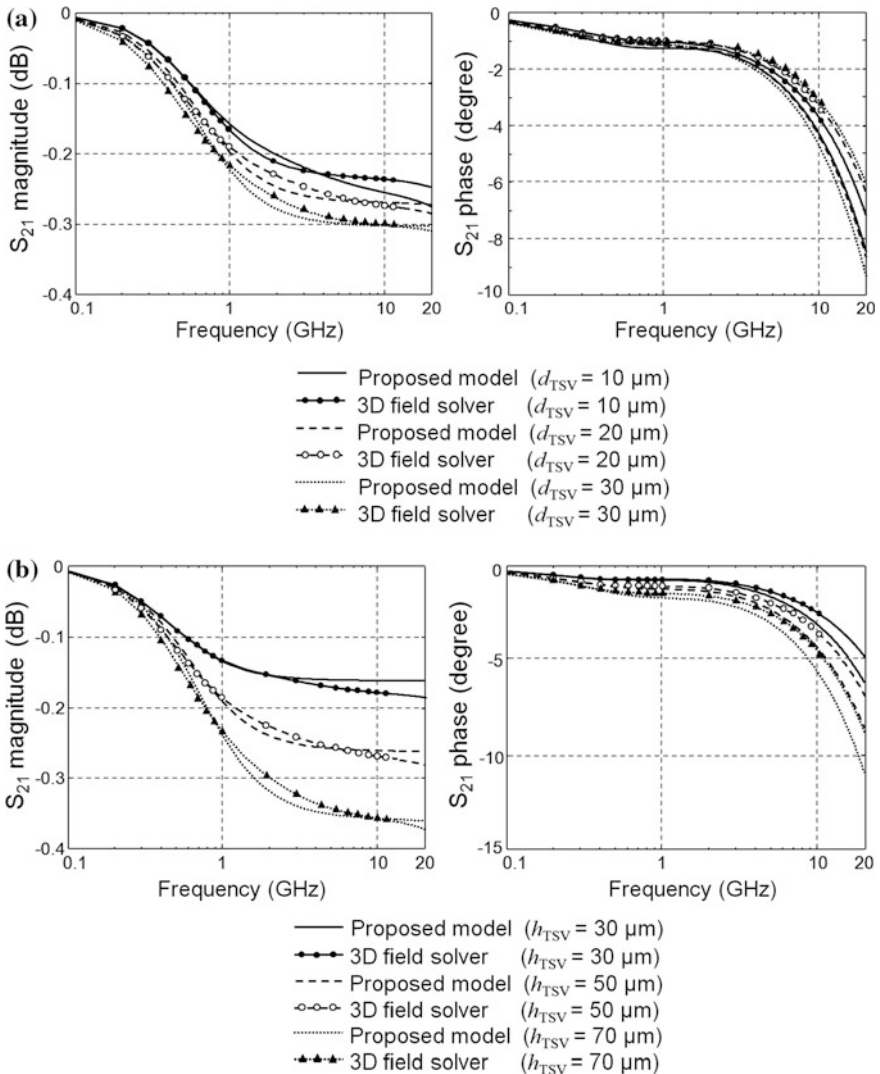 (a)
0
-0.1
-0.2
-0.3
-0.4
0.1
1
10
20
S21 magnitude (dB)
Frequency (GHz)
0
-2
-4
-6
-8
-10
0.1
1
10
20
S21 phase (degree)
Frequency (GHz)
Proposed model (dTSV = 10 μm)
3D field solver (dTSV = 10 μm)
Proposed model (dTSV = 20 μm)
3D field solver (dTSV = 20 μm)
Proposed model (dTSV = 30 μm)
3D field solver (dTSV = 30 μm)
(b)
0
-0.1
-0.2
-0.3
-0.4
0.1
1
10
20
S21 magnitude (dB)
Frequency (GHz)
0
-5
-10
-15
0.1
1
10
20
S21 phase (degree)
Frequency (GHz)
Proposed model (hTSV = 30 μm)
3D field solver (hTSV = 30 μm)
Proposed model (hTSV = 50 μm)
3D field solver (hTSV = 50 μm)
Proposed model (hTSV = 70 μm)
3D field solver (hTSV = 70 μm)